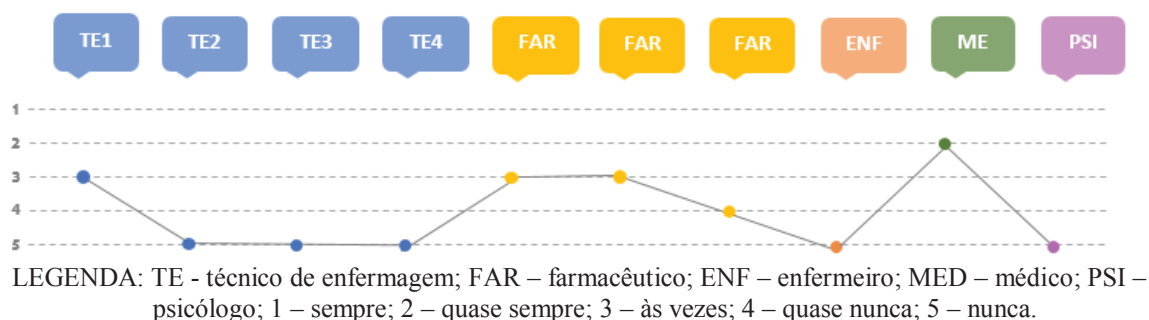 TE1 TE2 TE3 TE4 FAR FAR FAR ENF ME PSI
1
2
3
4
5
LEGENDA: TE - técnico de enfermagem; FAR – farmacêutico; ENF – enfermeiro; MED – médico; PSI –
psicólogo; 1 – sempre; 2 – quase sempre; 3 – às vezes; 4 – quase nunca; 5 – nunca.